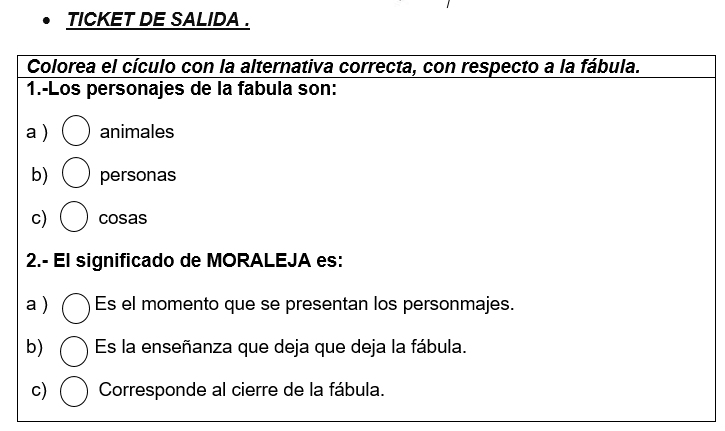 • TICKET DE SALIDA .
Colorea el cículo con la alternativa correcta, con respecto a la fábula.
1.-Los personajes de la fabula son:
a ) animales
b) personas
c) cosas
2.- El significado de MORALEJA es:
a ) Es el momento que se presentan los personmajes.
b) Es la enseñanza que deja que deja la fábula.
c) Corresponde al cierre de la fábula.